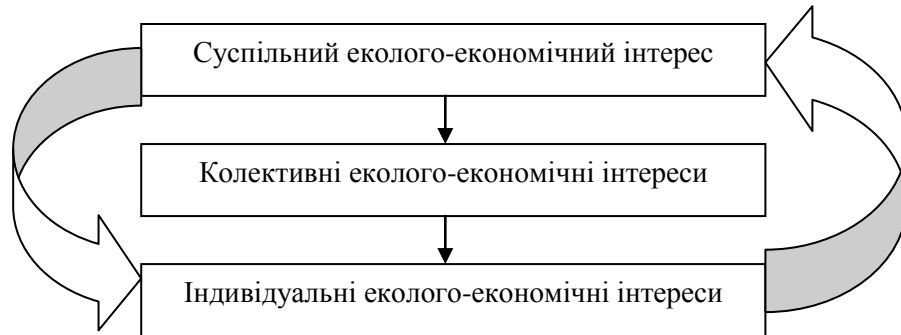 Суспільний еколого-економічний інтерес
Колективні еколого-економічні інтереси
Індивідуальні еколого-економічні інтереси